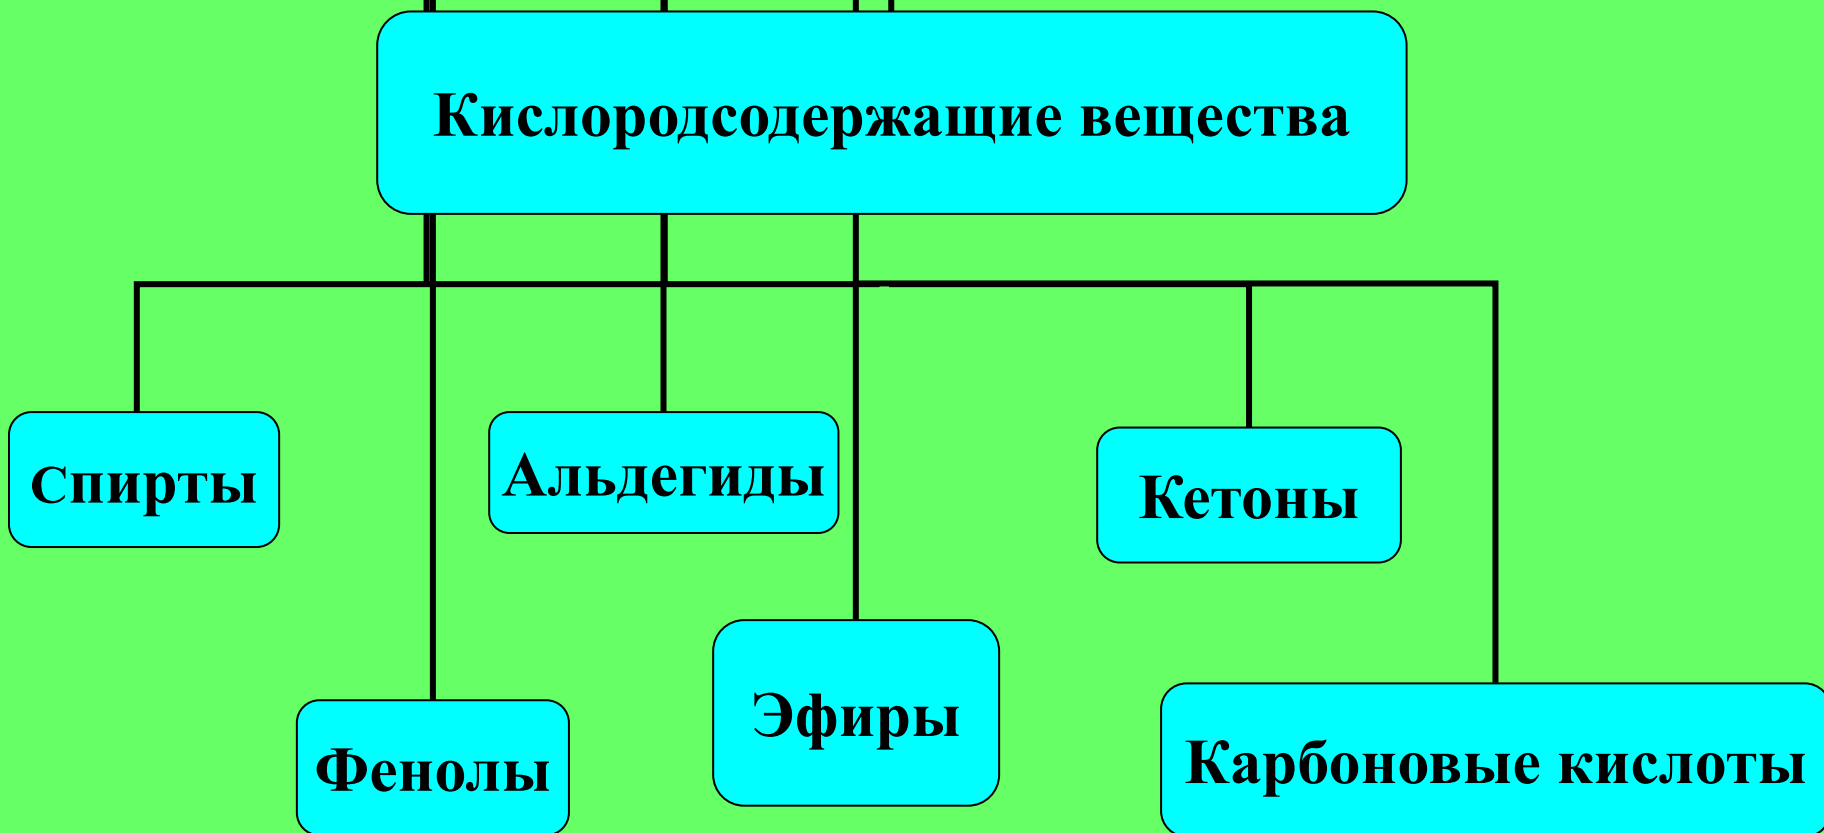 Кислородсодержащие вещества
Спирты
Альдегиды
Кетоны
Фенолы
Эфиры
Карбоновые кислоты